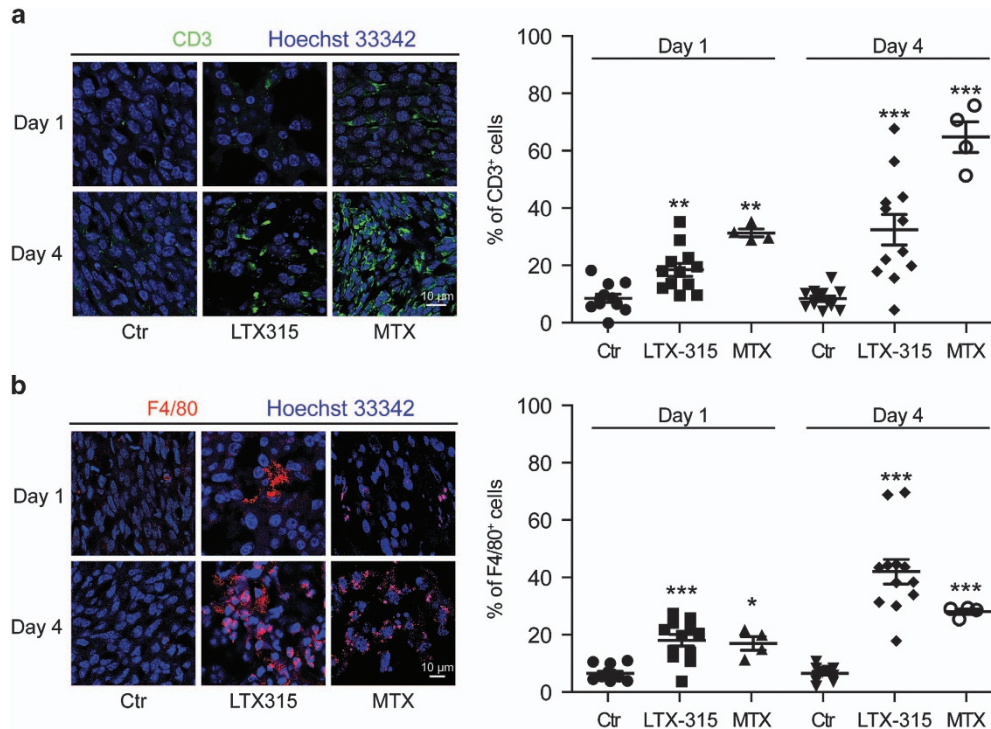 a
CD3 Hoechst 33342
Day 1
Day 4
10 µm
Ctr LTX315 MTX
% of CD3+ cells
100
80
60
40
20
0
Day 1 Day 4
** ** *** ***
Ctr LTX-315 MTX Ctr LTX-315 MTX
b
F4/80 Hoechst 33342
Day 1
Day 4
10 µm
Ctr LTX315 MTX
% of F4/80+ cells
100
80
60
40
20
0
Day 1 Day 4
*** * *** ***
Ctr LTX-315 MTX Ctr LTX-315 MTX